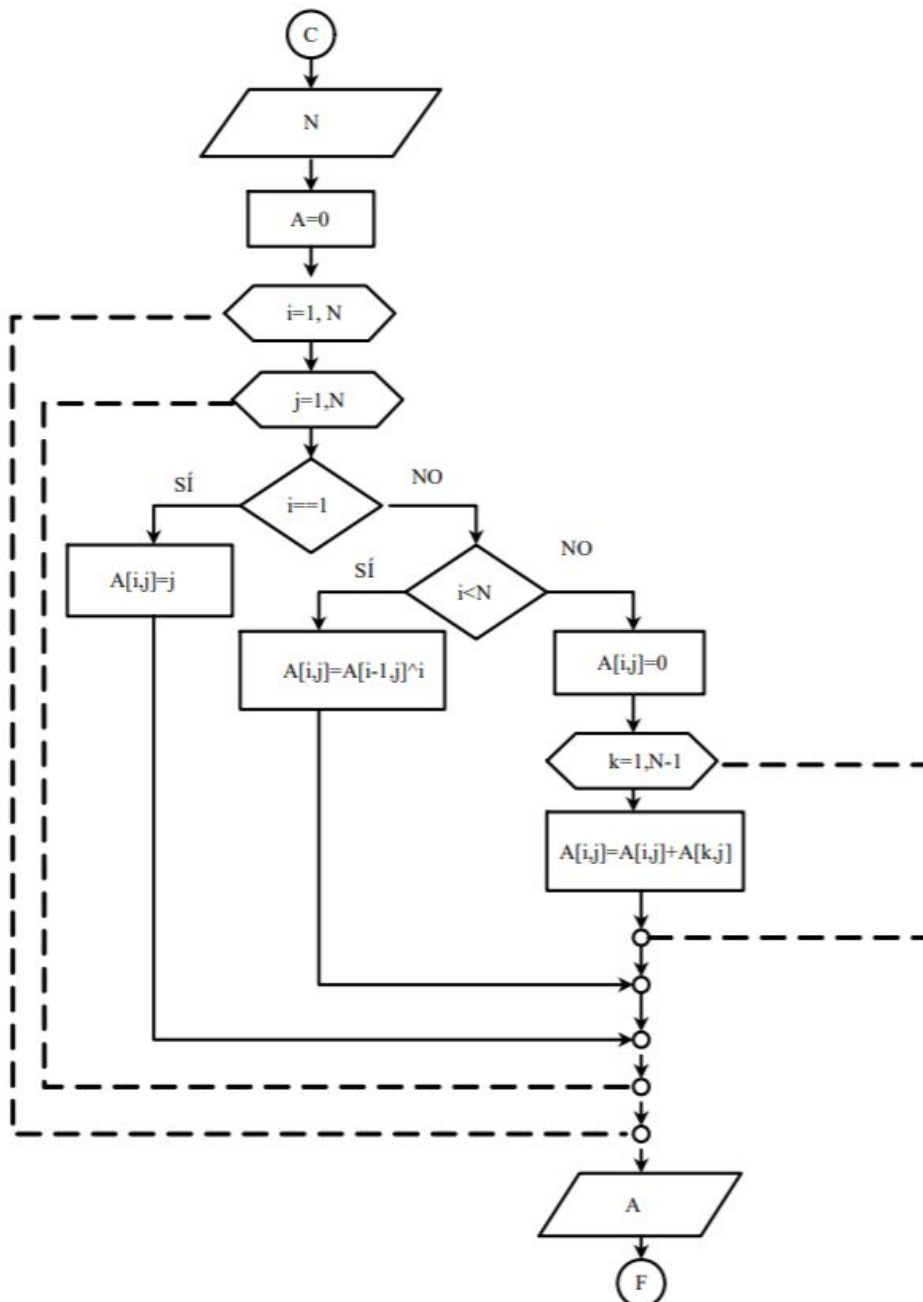 C
N
A=0
i=1, N
j=1,N
SÍ
NO
i==1
A[i,j]=j
SÍ
NO
i<N
A[i,j]=A[i-1,j]^i
A[i,j]=0
k=1,N-1
A[i,j]=A[i,j]+A[k,j]
A
F